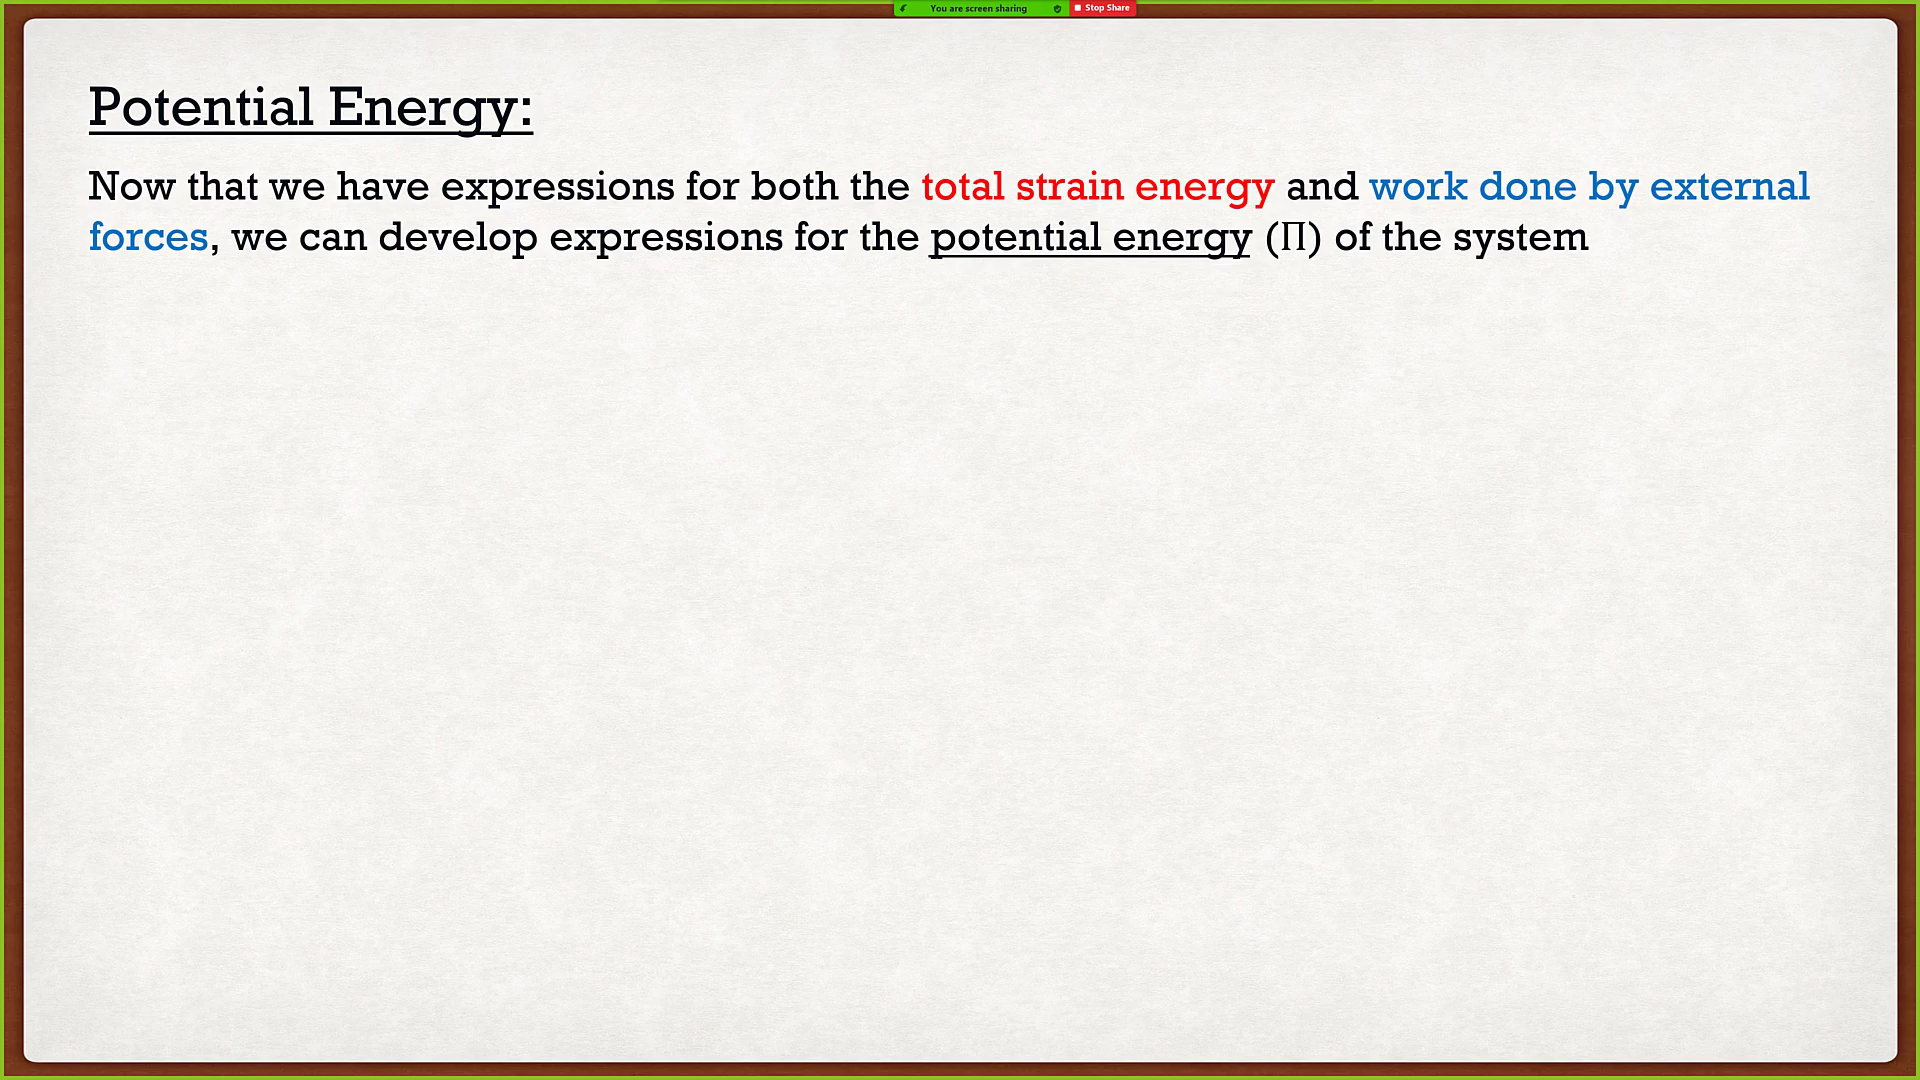 You are screen sharing
Stop Share
Potential Energy:
Now that we have expressions for both the total strain energy and work done by external
forces, we can develop expressions for the potential energy (Π) of the system